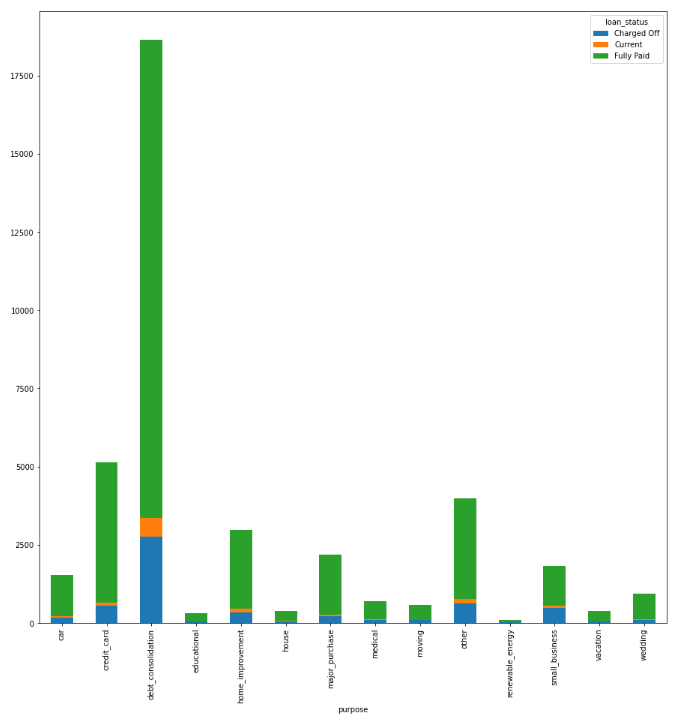 loan_status
Charged Off
Current
Fully Paid
17500
15000
12500
10000
7500
5000
2500
0
car
credit_card
debt_consolidation
educational
home_improvement
house
major_purchase
medical
moving
other
renewable_energy
small_business
vacation
wedding
purpose